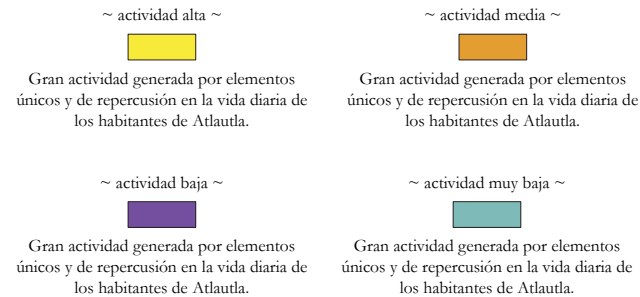 ~ actividad alta ~
Gran actividad generada por elementos
únicos y de repercusión en la vida diaria de
los habitantes de Atlautla.
~ actividad media ~
Gran actividad generada por elementos
únicos y de repercusión en la vida diaria de
los habitantes de Atlautla.
~ actividad baja ~
Gran actividad generada por elementos
únicos y de repercusión en la vida diaria de
los habitantes de Atlautla.
~ actividad muy baja ~
Gran actividad generada por elementos
únicos y de repercusión en la vida diaria de
los habitantes de Atlautla.